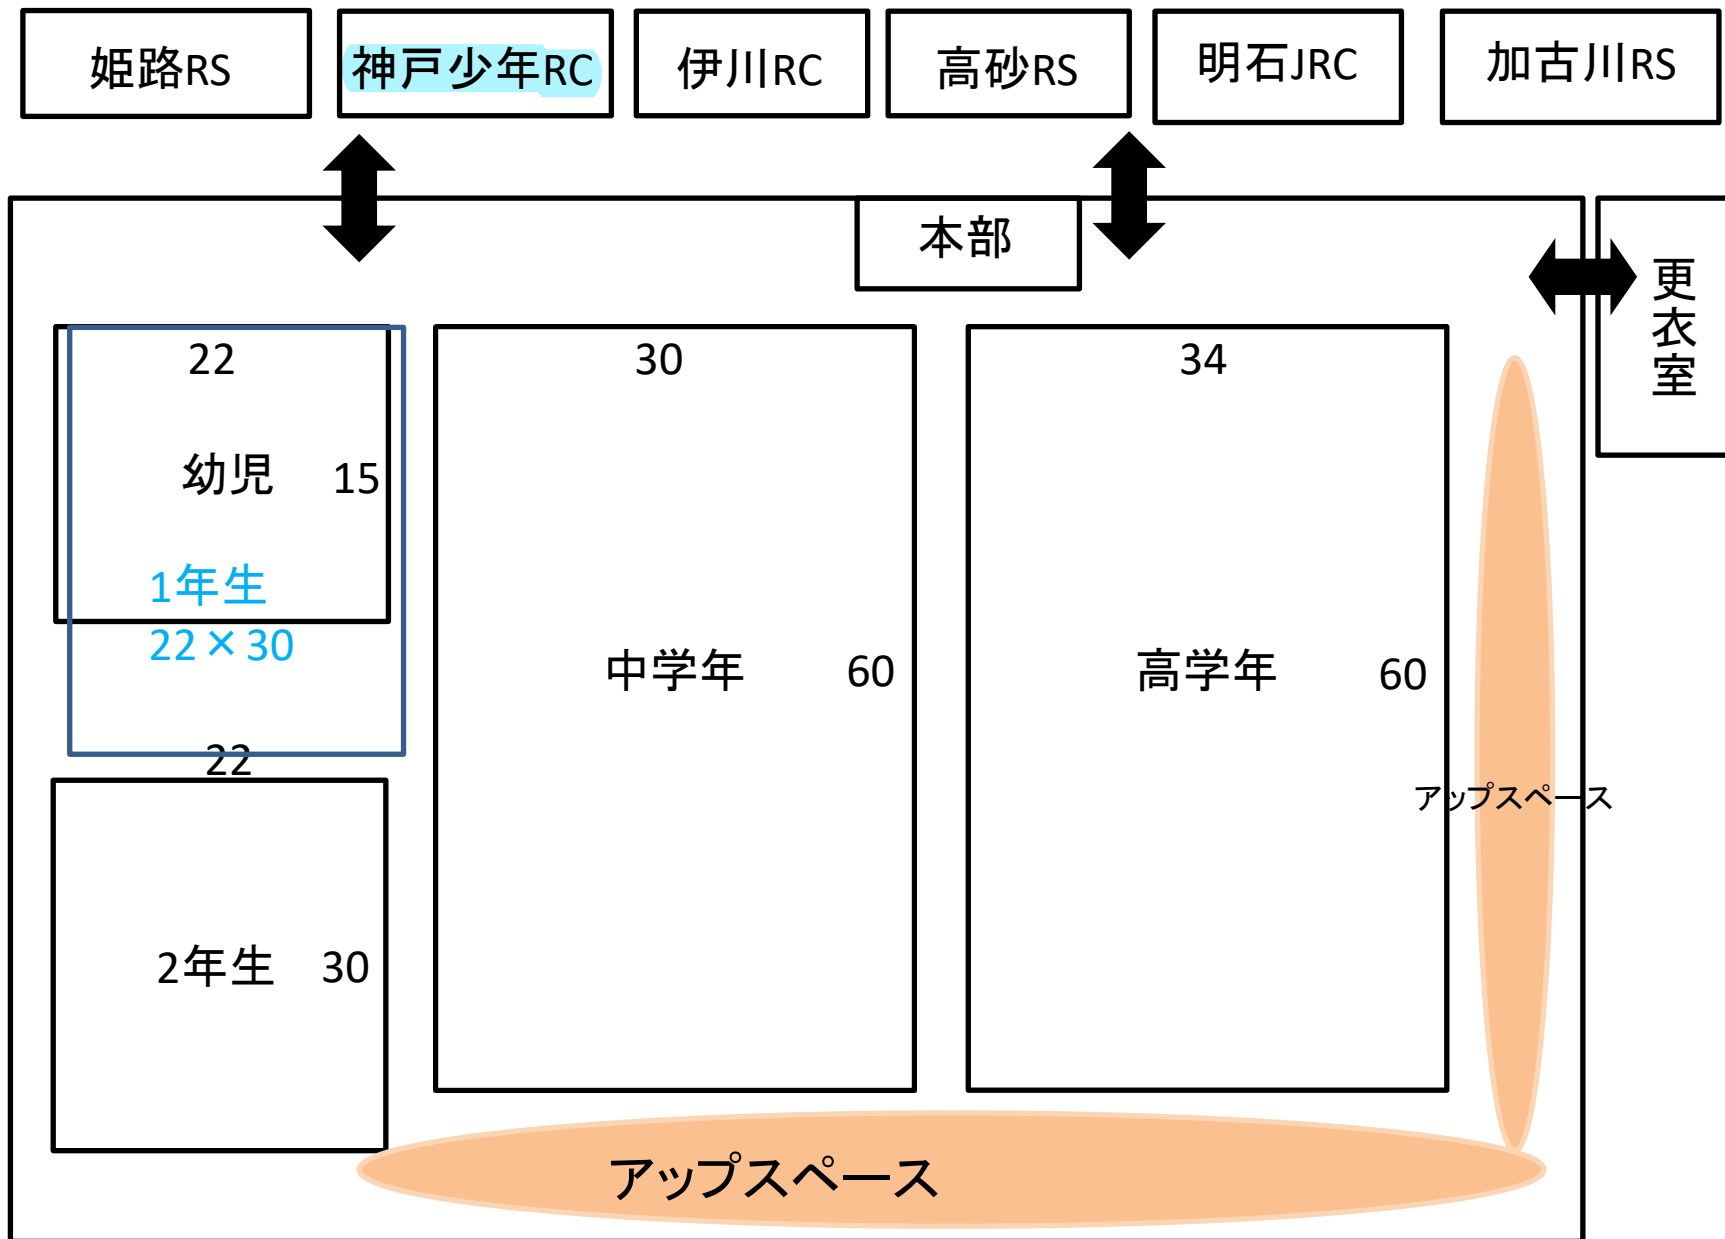 姫路RS
神戸少年RC
伊川RC
高砂RS
明石JRC
加古川RS
本部
更衣室
22
30
34
幼児 15
1年生
22×30
中学年 60
高学年 60
22
アップスペース
2年生 30
アップスペース